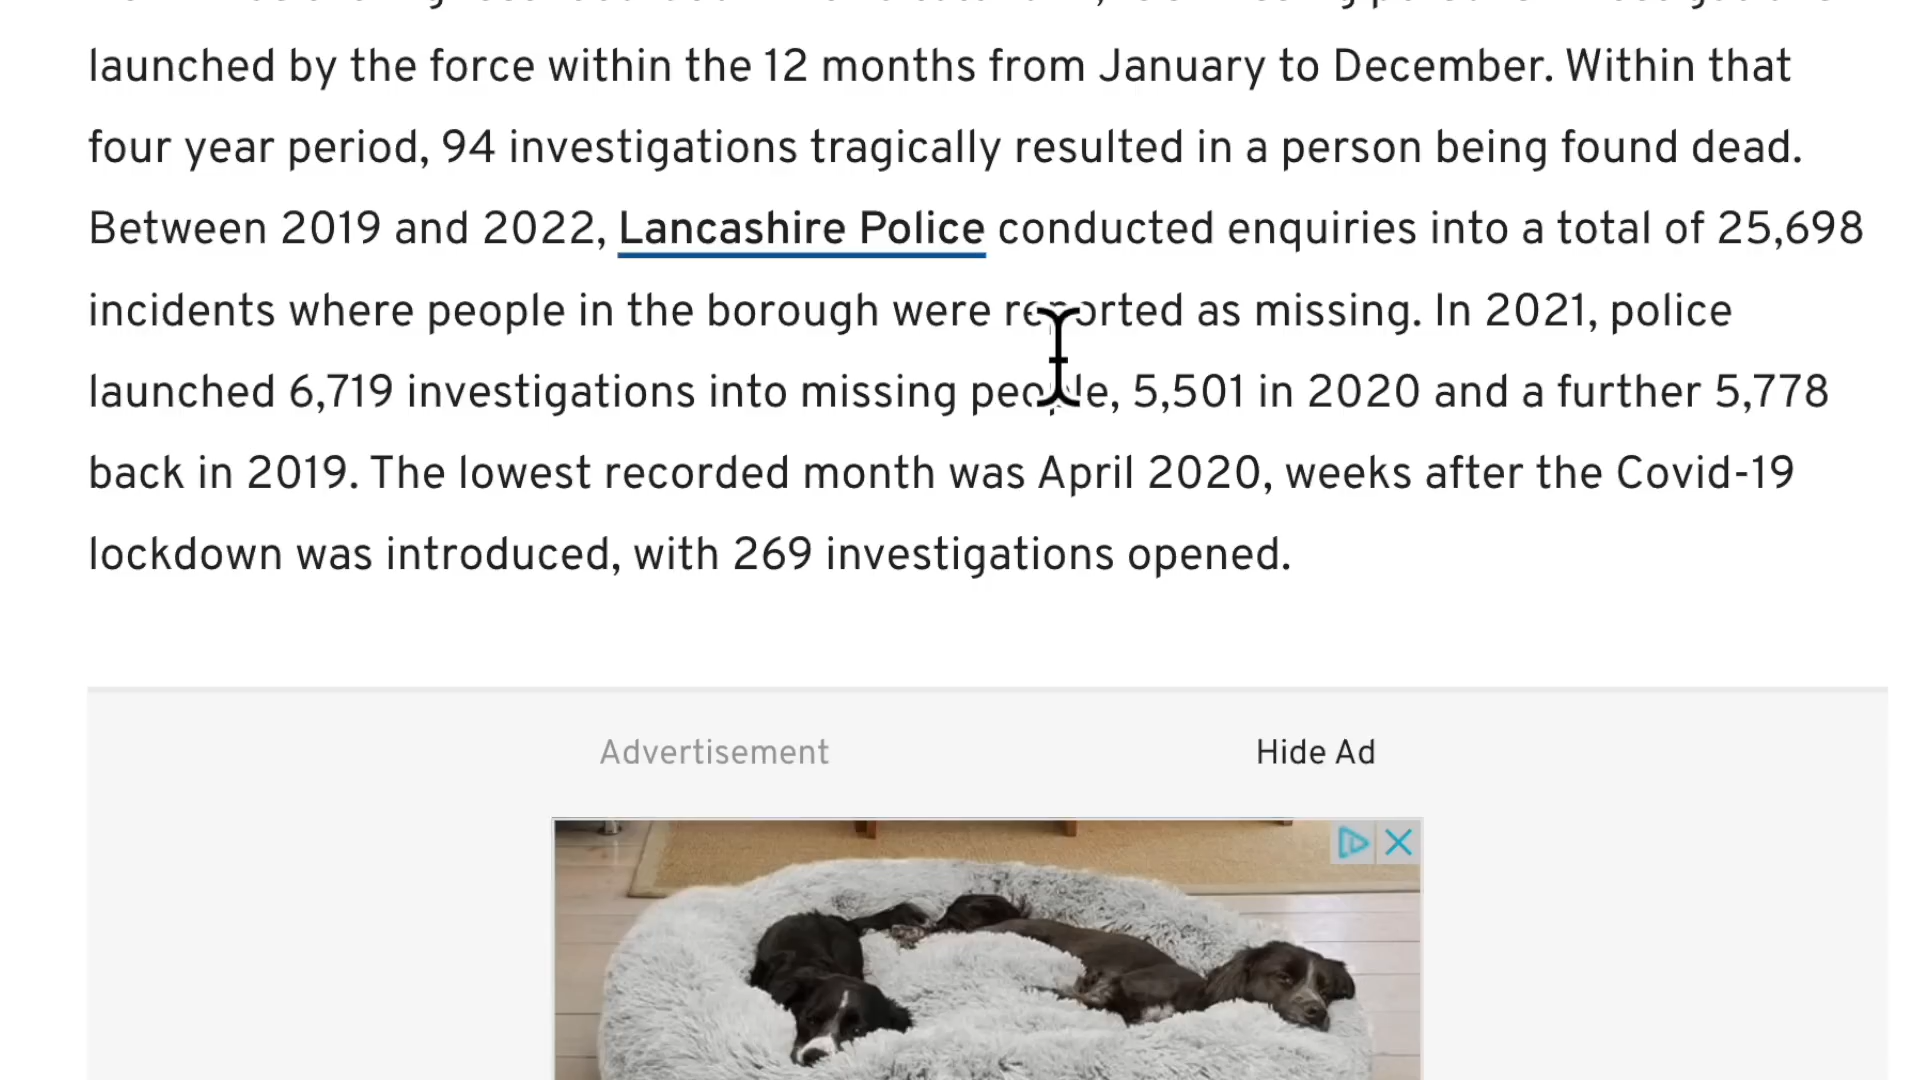 launched by the force within the 12 months from January to December. Within that
four year period, 94 investigations tragically resulted in a person being found dead.
Between 2019 and 2022, Lancashire Police conducted enquiries into a total of 25,698
incidents where people in the borough were reported as missing. In 2021, police
launched 6,719 investigations into missing people, 5,501 in 2020 and a further 5,778
back in 2019. The lowest recorded month was April 2020, weeks after the Covid-19
lockdown was introduced, with 269 investigations opened.
Advertisement
Hide Ad